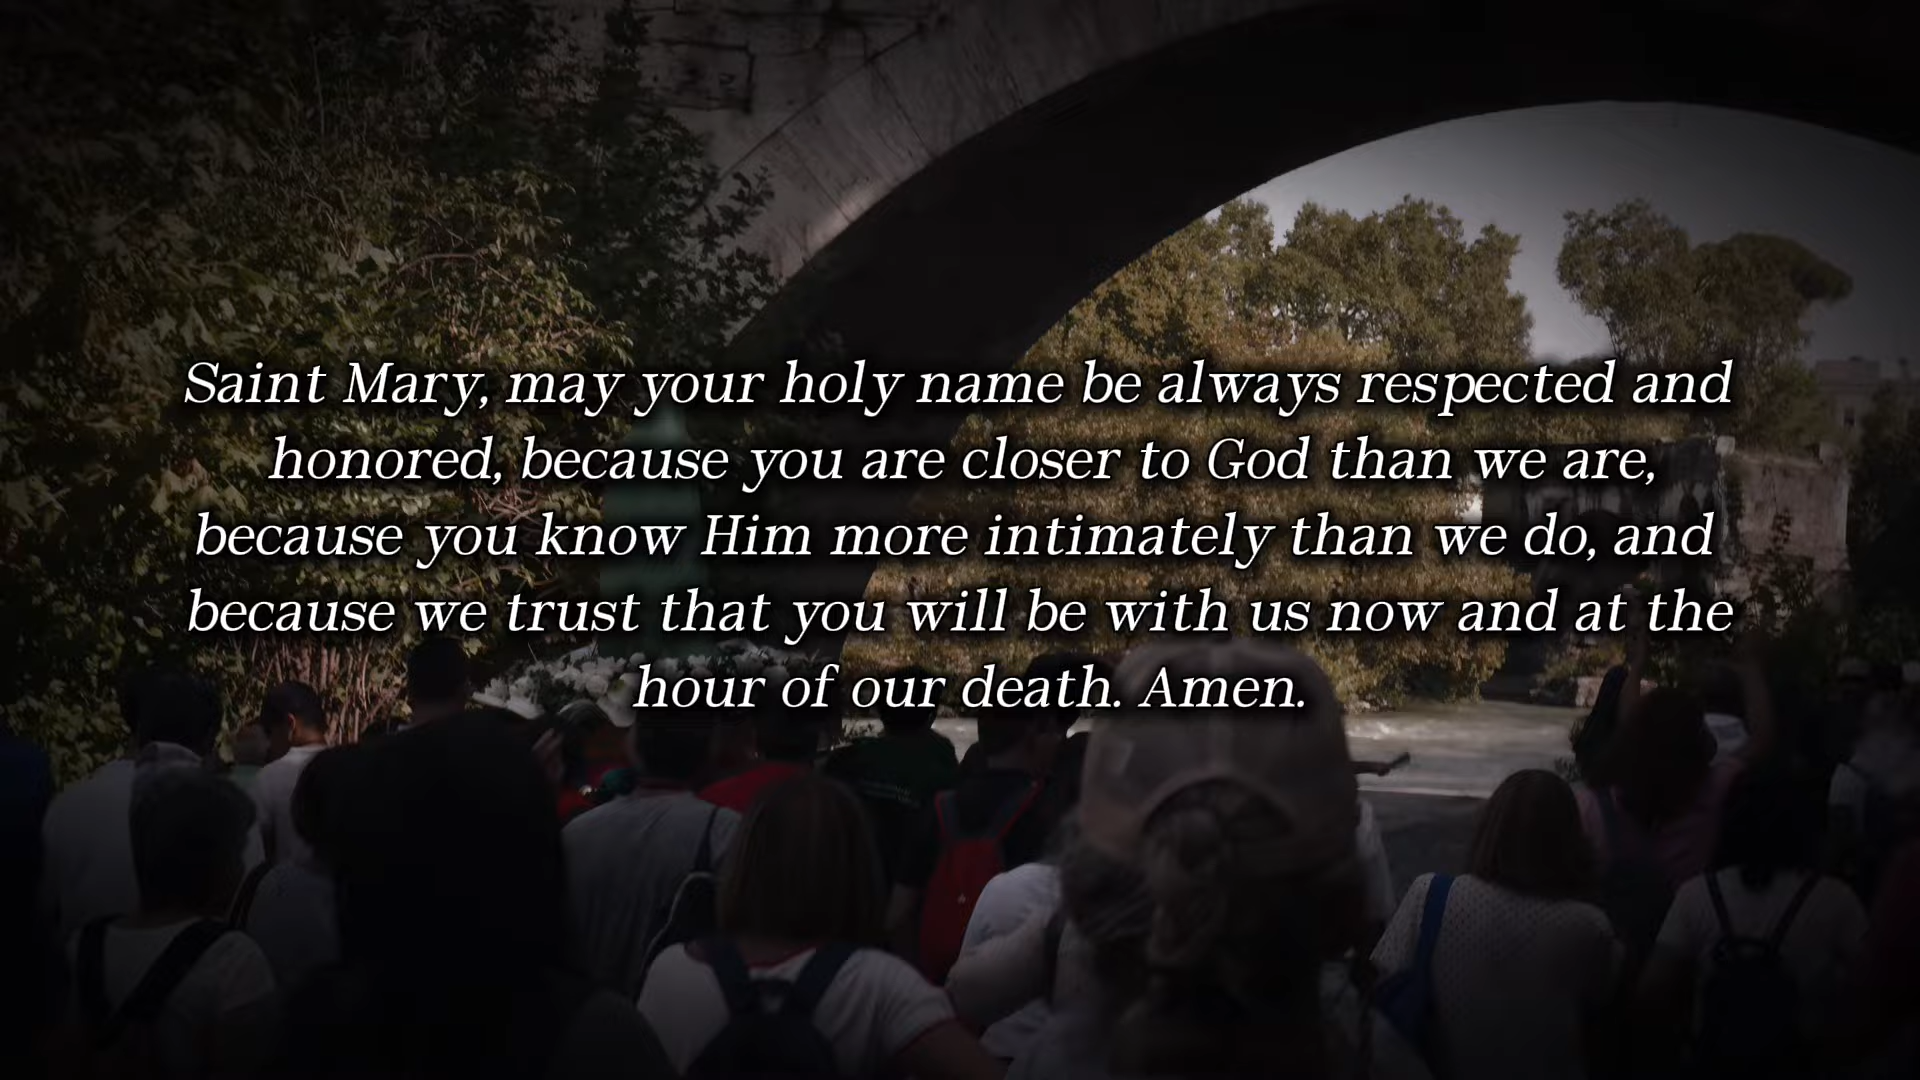 Saint Mary, may your holy name be always respected and
honored, because you are closer to God than we are,
because you know Him more intimately than we do, and
because we trust that you will be with us now and at the
hour of our death. Amen.